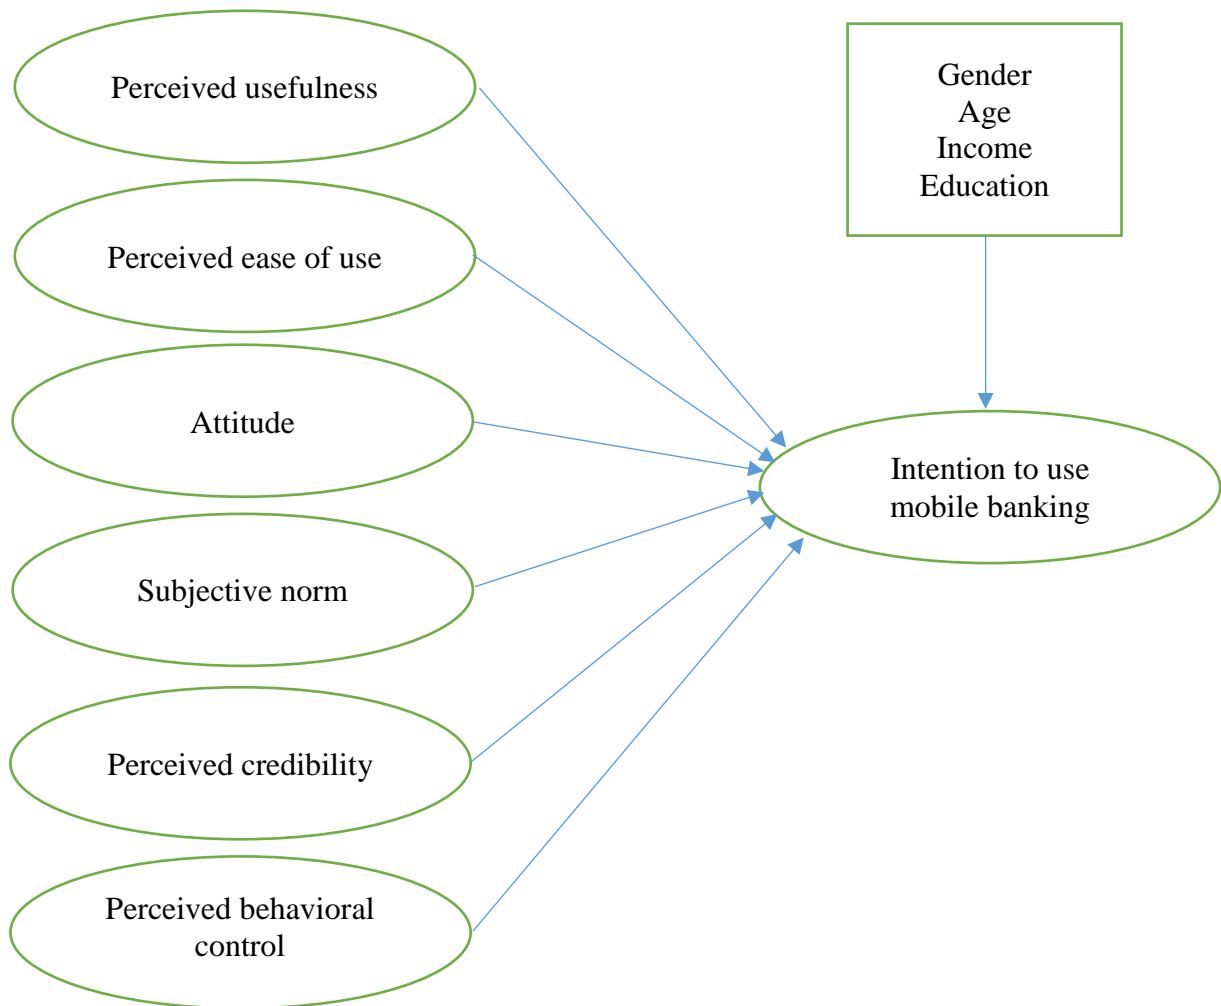 Perceived usefulness
Perceived ease of use
Attitude
Subjective norm
Perceived credibility
Perceived behavioral
control
Gender
Age
Income
Education
Intention to use
mobile banking